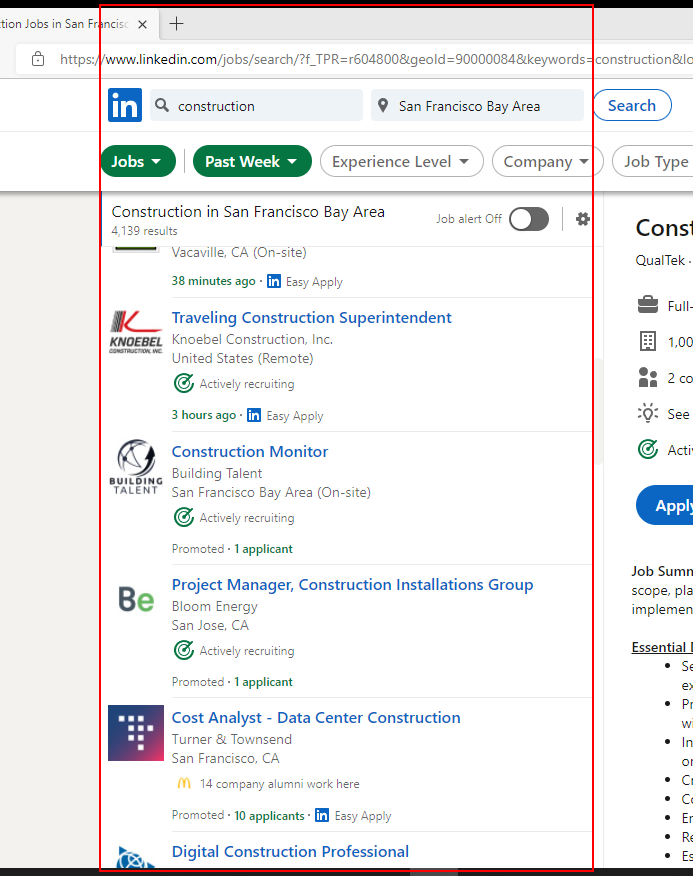 ction Jobs in San Francisc
https://www.linkedin.com/jobs/search/?f_TPR=r604800&geoId=90000084&keywords=construction&lo
in
construction
San Francisco Bay Area
Search
Jobs
Past Week
Experience Level
Company
Job Type
Construction in San Francisco Bay Area
4,139 results
Job alert Off
Vacaville, CA (On-site)
38 minutes ago · in Easy Apply
KNOEBEL
CONSTRUCTION, INC.
Traveling Construction Superintendent
Knoebel Construction, Inc.
United States (Remote)
Actively recruiting
3 hours ago · in Easy Apply
BUILDING
TALENT
Construction Monitor
Building Talent
San Francisco Bay Area (On-site)
Actively recruiting
Promoted · 1 applicant
Be
Project Manager, Construction Installations Group
Bloom Energy
San Jose, CA
Actively recruiting
Promoted · 1 applicant
Cost Analyst - Data Center Construction
Turner & Townsend
San Francisco, CA
14 company alumni work here
Promoted · 10 applicants · in Easy Apply
Digital Construction Professional
Const
QualTek ·
Full-
1,00
2 co
See
Activ
Apply
Job Summ
scope, pla
implemen
Essential D
Se
ex
Pr
wi
In
or
Cr
Co
En
Re
Es